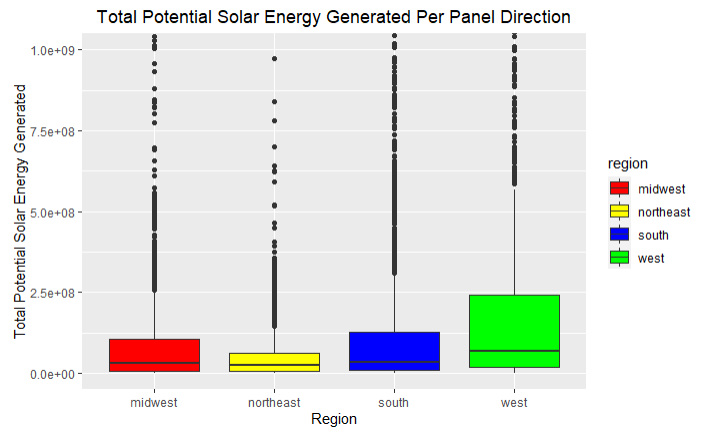 Total Potential Solar Energy Generated Per Panel Direction
Total Potential Solar Energy Generated
1.0e+09
7.5e+08
5.0e+08
2.5e+08
0.0e+00
midwest
northeast
south
west
Region
region
midwest
northeast
south
west